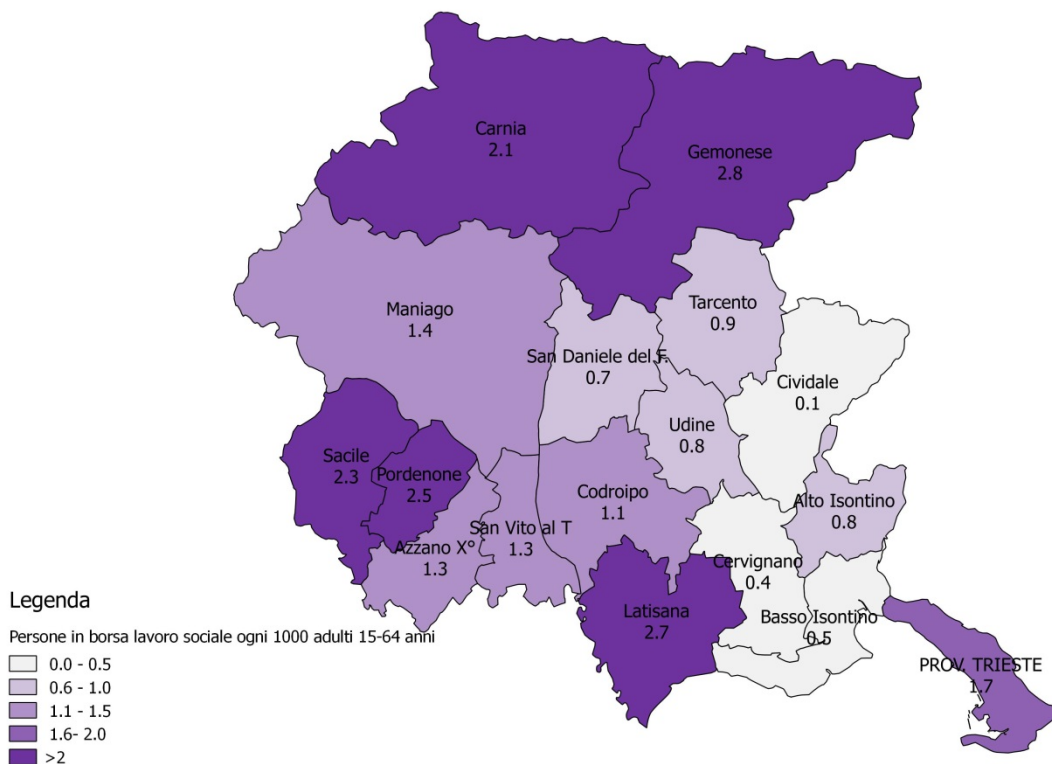 Carnia
2.1
Gemonese
2.8
Maniago
1.4
Tarcento
0.9
San Daniele del F.
0.7
Cividale
0.1
Udine
0.8
Sacile
2.3
Pordenone
2.5
Codroipo
1.1
Alto Isontino
0.8
San Vito al T
1.3
Azzano X°
1.3
Cervignano
0.4
Latisana
2.7
Basso Isontino
0.5
PROV. TRIESTE
1.7
Legenda
Persone in borsa lavoro sociale ogni 1000 adulti 15-64 anni
0.0 - 0.5
0.6 - 1.0
1.1 - 1.5
1.6- 2.0
>2